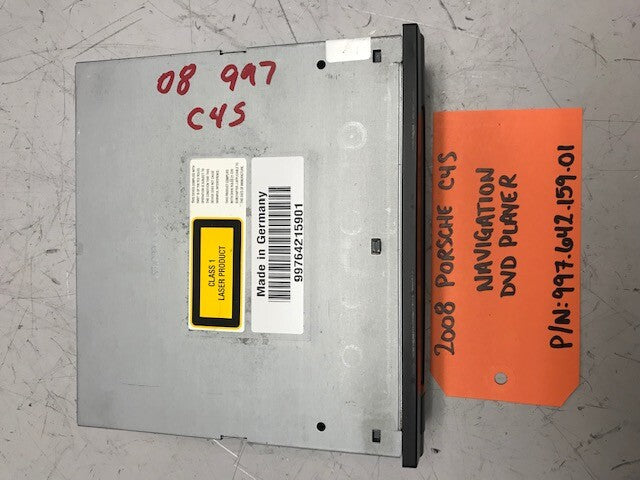 08 997
C4S
CLASS 1
LASER PRODUCT
Made in Germany
99764215901
2008 PORSCHE C4S
NAVIGATION
DVD PLAYER
P/N: 997.642.159.01